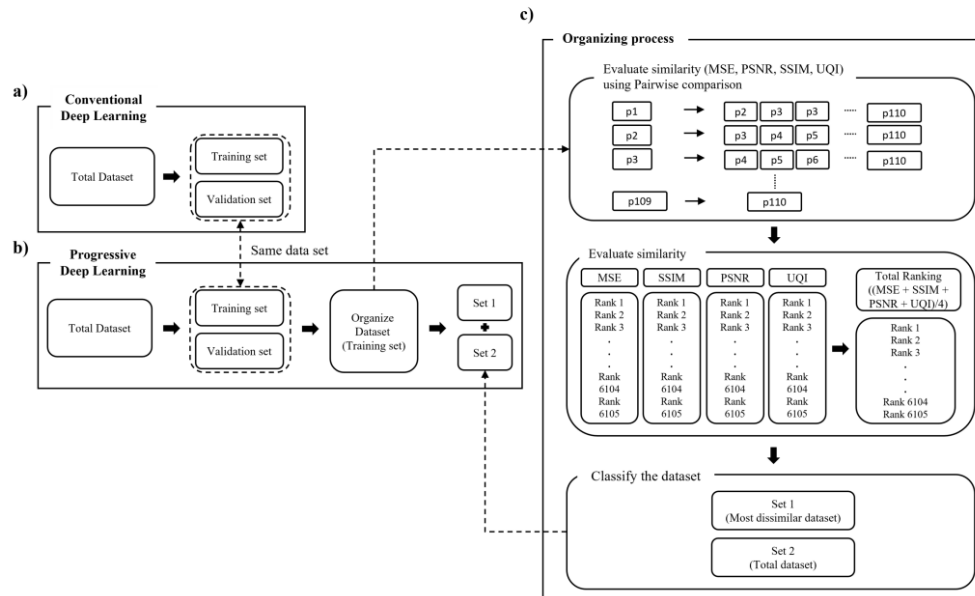 a)
Conventional
Deep Learning
Total Dataset
Training set
Validation set
Same data set
b)
Progressive
Deep Learning
Total Dataset
Training set
Validation set
Organize
Dataset
(Training set)
Set 1
Set 2
c)
Organizing process
Evaluate similarity (MSE, PSNR, SSIM, UQI)
using Pairwise comparison
p1 p2 p3 p3 ..... p110
p2 p3 p4 p5 ..... p110
p3 p4 p5 p6 ..... p110
p109 p110
Evaluate similarity
MSE
Rank 1
Rank 2
Rank 3
.
.
.
Rank
6104
Rank
6105
SSIM
Rank 1
Rank 2
Rank 3
.
.
.
Rank
6104
Rank
6105
PSNR
Rank 1
Rank 2
Rank 3
.
.
.
Rank
6104
Rank
6105
UQI
Rank 1
Rank 2
Rank 3
.
.
.
Rank
6104
Rank
6105
Total Ranking
((MSE + SSIM +
PSNR + UQI)/4)
Rank 1
Rank 2
Rank 3
.
.
.
Rank 6104
Rank 6105
Classify the dataset
Set 1
(Most dissimilar dataset)
Set 2
(Total dataset)